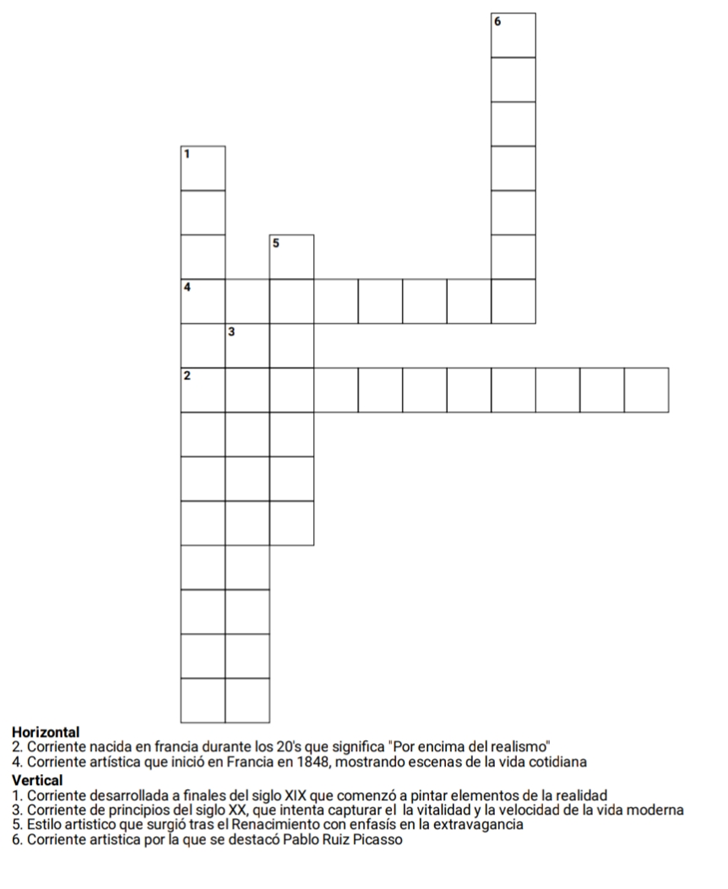 6
1
5
4
3
2
Horizontal
2. Corriente nacida en francia durante los 20's que significa "Por encima del realismo"
4. Corriente artística que inició en Francia en 1848, mostrando escenas de la vida cotidiana
Vertical
1. Corriente desarrollada a finales del siglo XIX que comenzó a pintar elementos de la realidad
3. Corriente de principios del siglo XX, que intenta capturar el la vitalidad y la velocidad de la vida moderna
5. Estilo artistico que surgió tras el Renacimiento con enfasís en la extravagancia
6. Corriente artistica por la que se destacó Pablo Ruiz Picasso